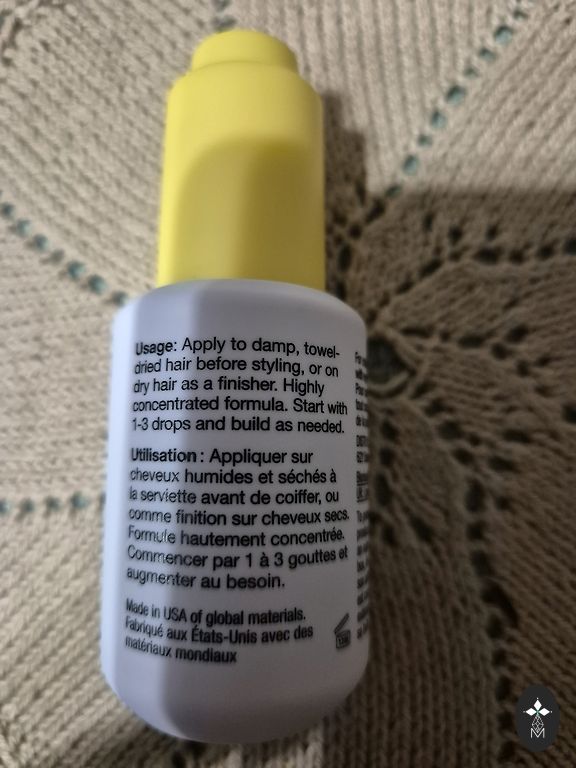 Usage: Apply to damp, towel-
dried hair before styling, or on
dry hair as a finisher. Highly
concentrated formula. Start with
1-3 drops and build as needed.
Utilisation : Appliquer sur
cheveux humides et séchés à
la serviette avant de coiffer, ou
comme finition sur cheveux secs.
Formule hautement concentrée.
Commencer par 1 à 3 gouttes et
augmenter au besoin.
Made in USA of global materials.
Fabriqué aux États-Unis avec des
matériaux mondiaux
M